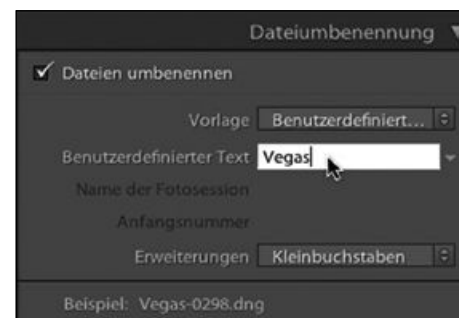 Dateiumbenennung
Dateien umbenennen
Vorlage Benutzerdefiniert...
Benutzerdefinierter Text Vegas
Name der Fotosession
Anfangsnummer
Erweiterungen Kleinbuchstaben
Beispiel: Vegas-0298.dng